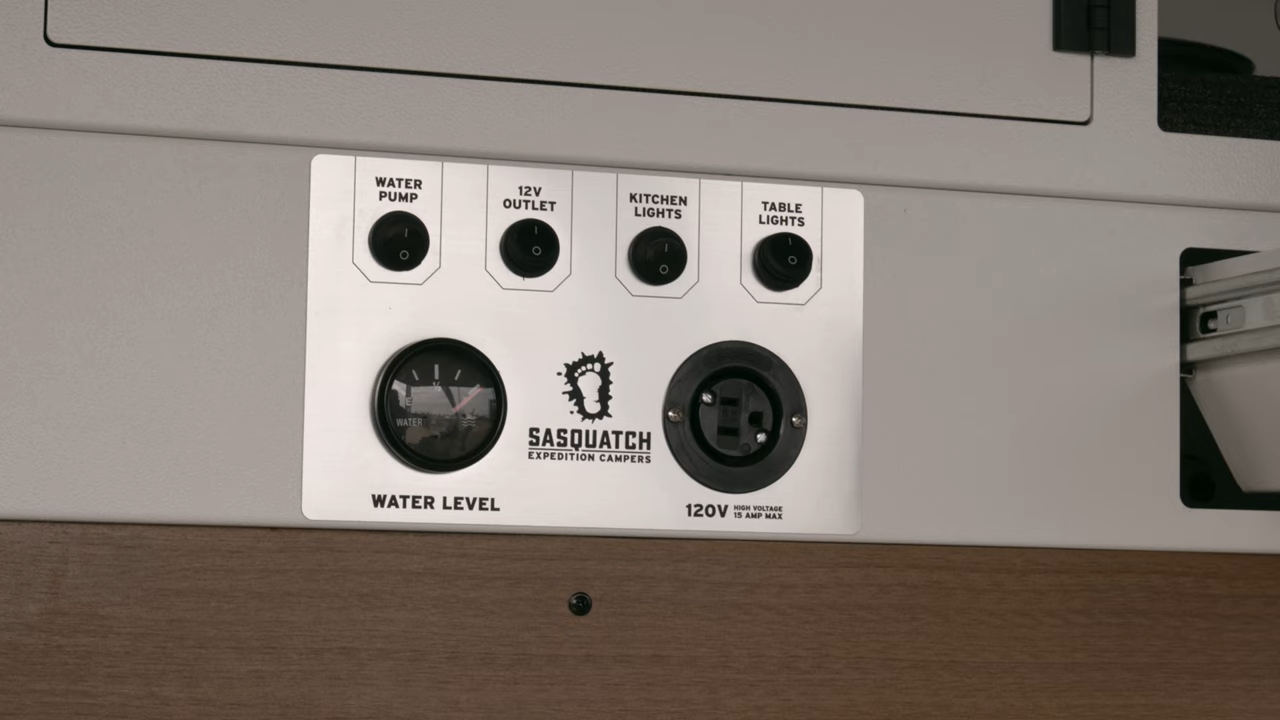 WATER
PUMP
12V
OUTLET
KITCHEN
LIGHTS
TABLE
LIGHTS
E
WATER
WATER LEVEL
SASQUATCH
EXPEDITION CAMPERS
120V
HIGH VOLTAGE
15 AMP MAX